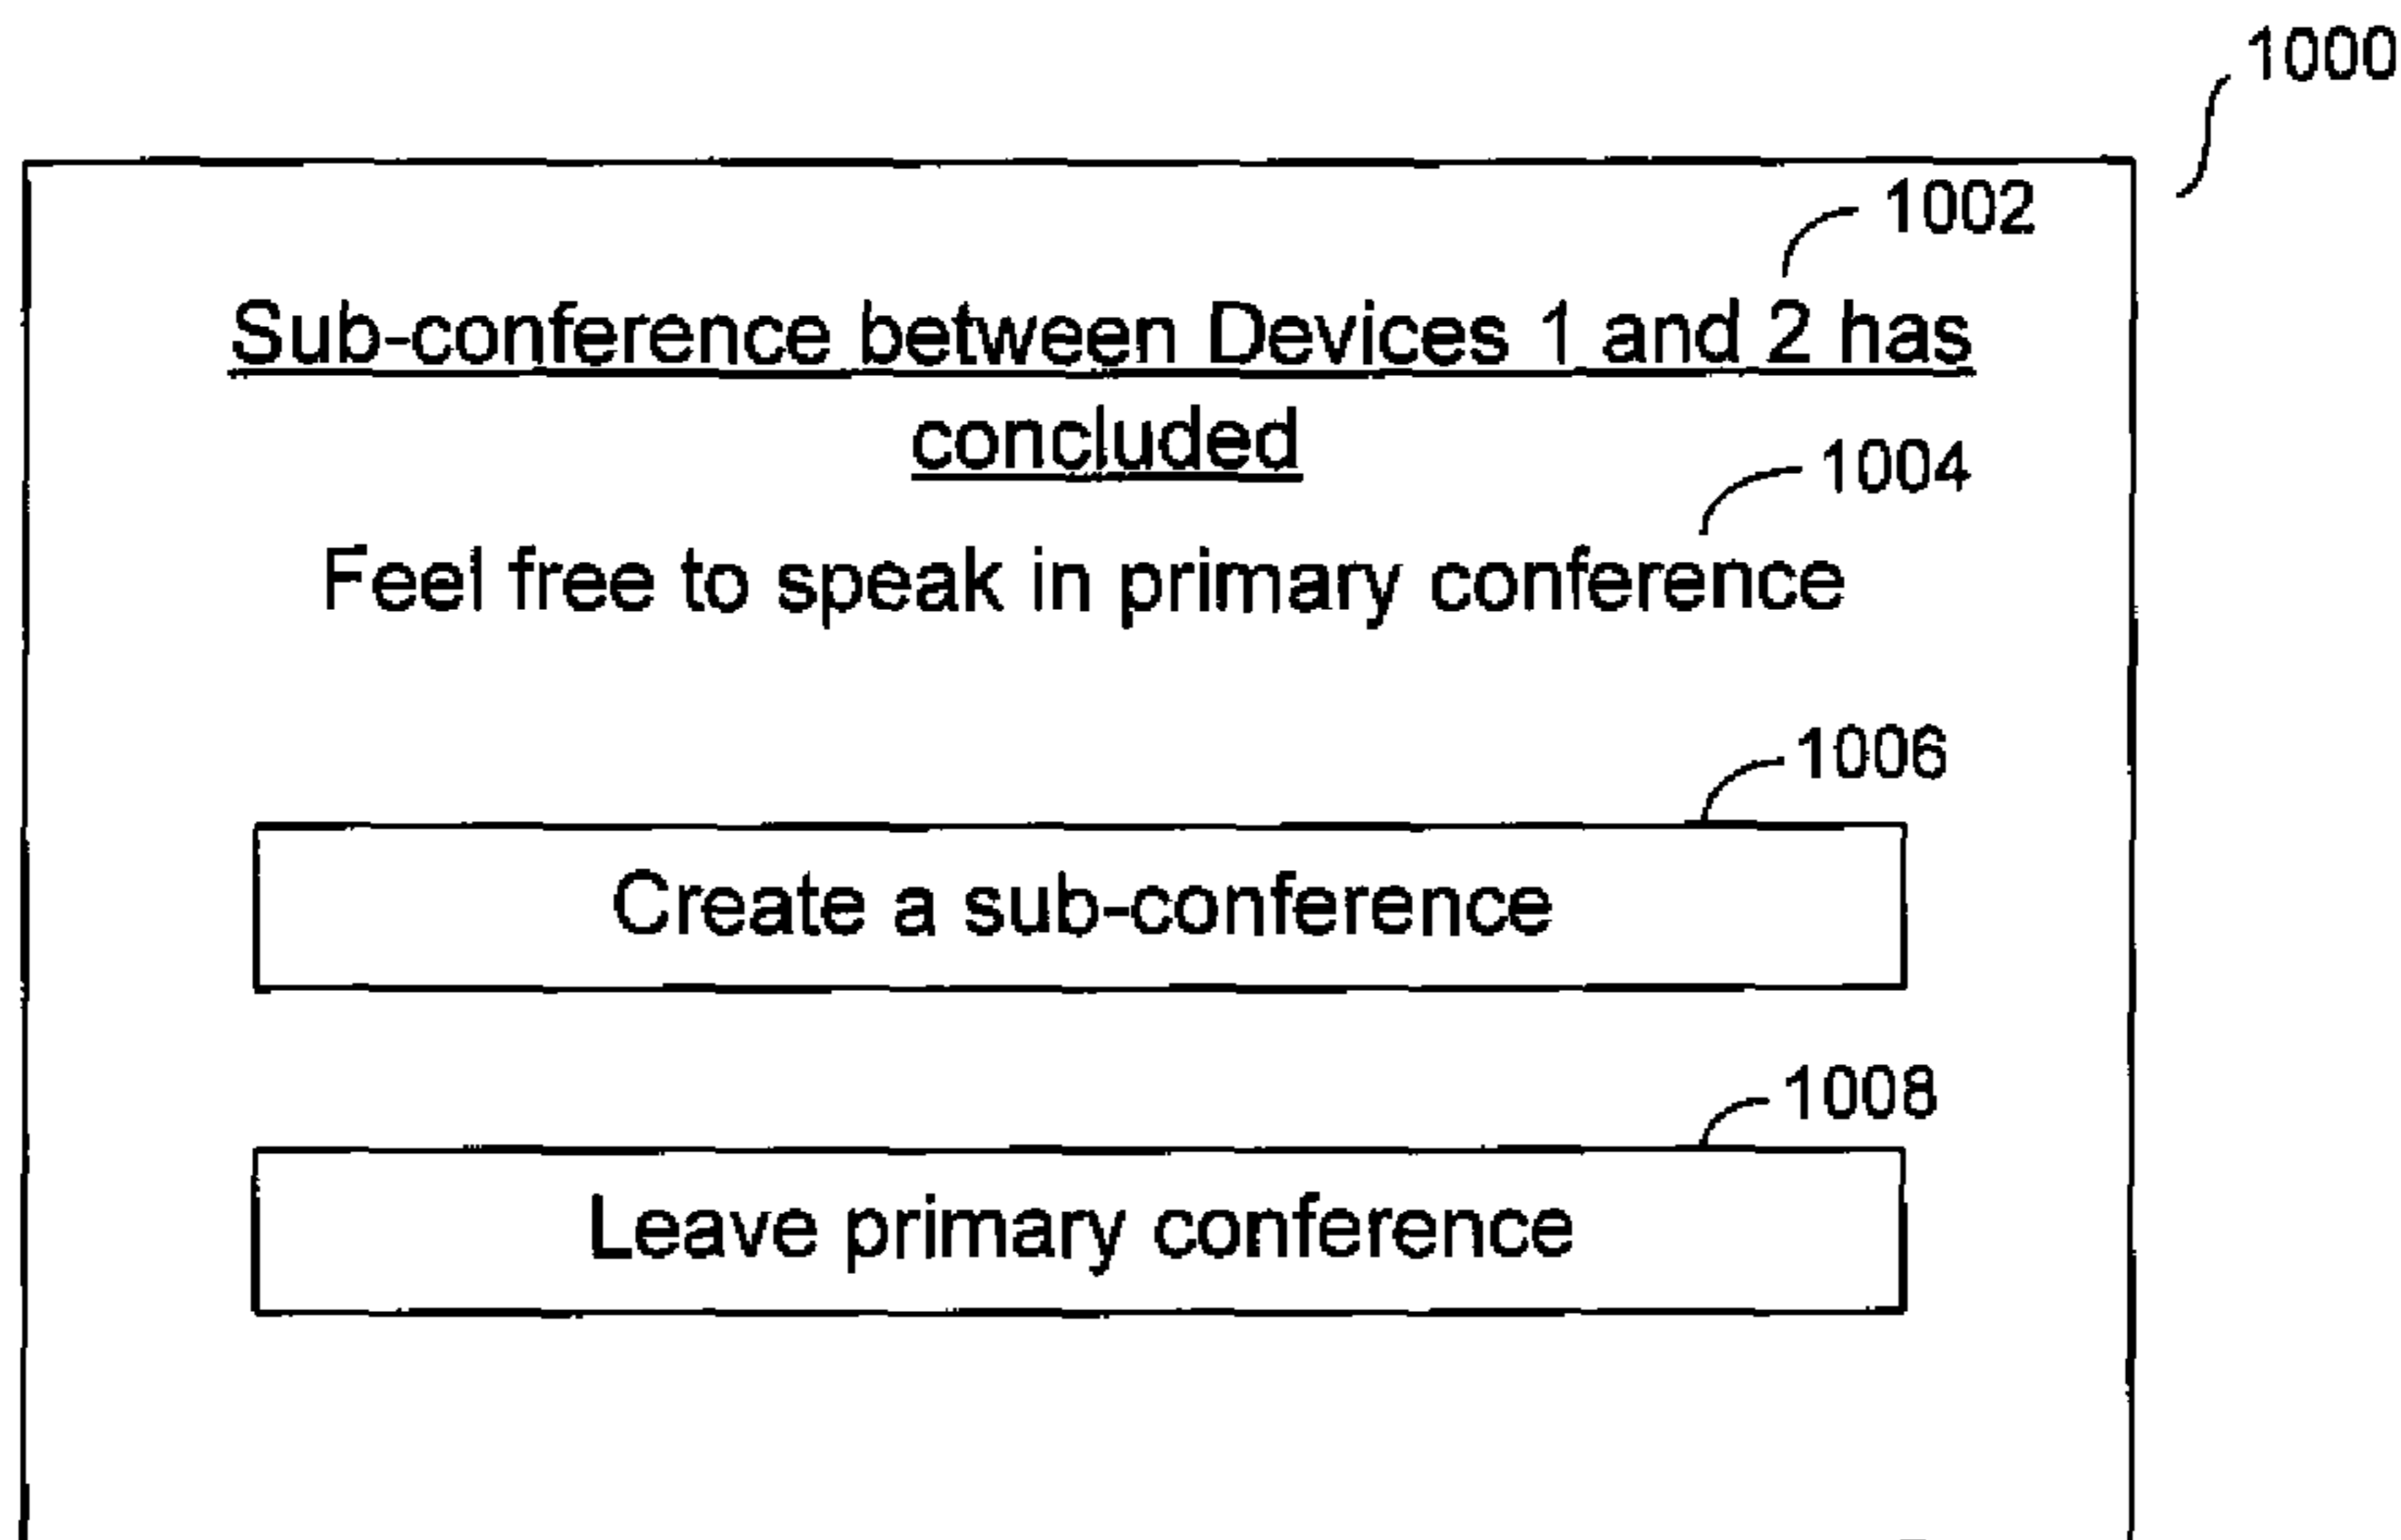 1000
1002
Sub-conference between Devices 1 and 2 has
concluded
1004
Feel free to speak in primary conference
1006
Create a sub-conference
1008
Leave primary conference